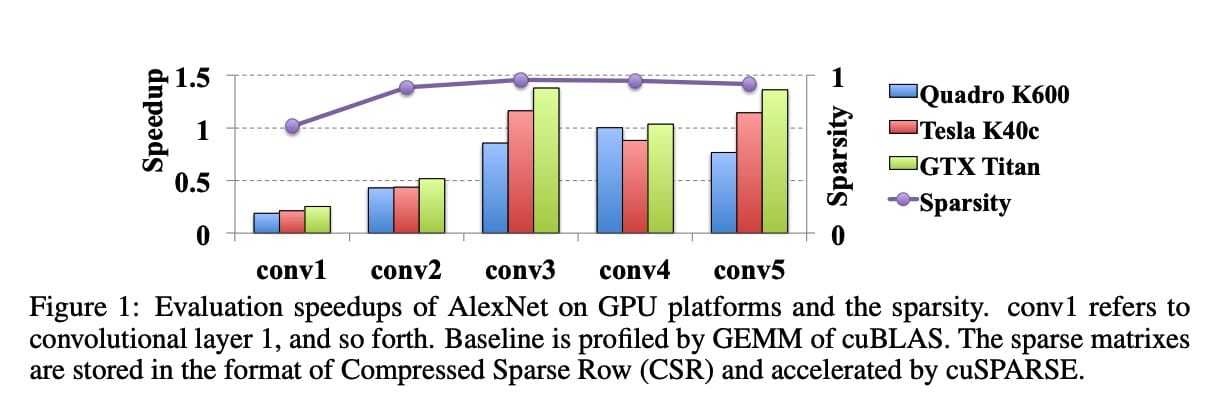 Speedup
1.5
1
0.5
0
conv1 conv2 conv3 conv4 conv5
1
0
Sparsity
Quadro K600
Tesla K40c
GTX Titan
Sparsity
Figure 1: Evaluation speedups of AlexNet on GPU platforms and the sparsity. conv1 refers to
convolutional layer 1, and so forth. Baseline is profiled by GEMM of cuBLAS. The sparse matrixes
are stored in the format of Compressed Sparse Row (CSR) and accelerated by cuSPARSE.